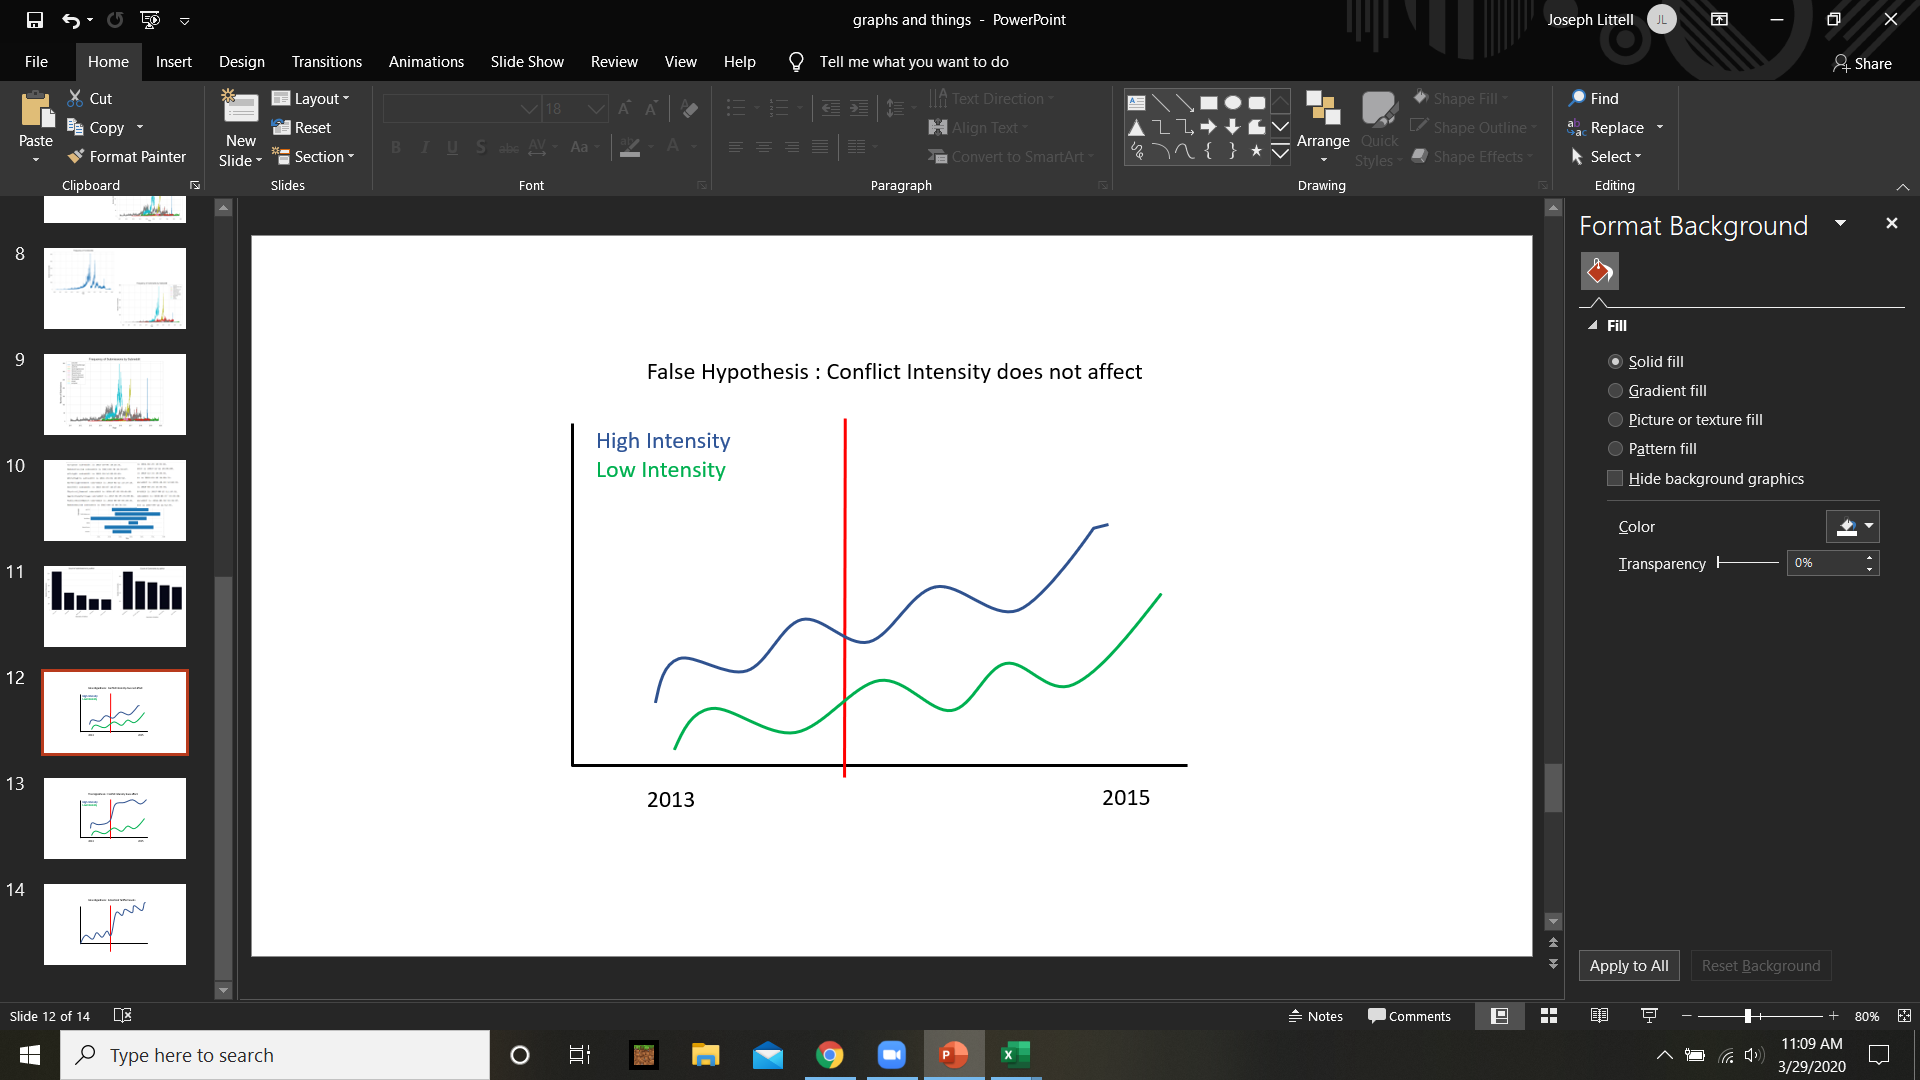 graphs and things - PowerPoint
Joseph Littell
JL
File
Home
Insert
Design
Transitions
Animations
Slide Show
Review
View
Help
Tell me what you want to do
Share
Paste
Cut
Copy
Format Painter
Clipboard
New
Slide
Layout
Reset
Section
Slides
18
B
I
U
S
abc
AV
Aa
A
Font
Text Direction
Align Text
Convert to SmartArt
Paragraph
Arrange
Quick
Styles
Shape Fill
Shape Outline
Shape Effects
Drawing
Find
Replace
Select
Editing
8
9
10
11
12
13
14
False Hypothesis : Conflict Intensity does not affect
High Intensity
Low Intensity
2013
2015
Format Background
Fill
Solid fill
Gradient fill
Picture or texture fill
Pattern fill
Hide background graphics
Color
Transparency
0%
Apply to All
Reset Background
Slide 12 of 14
Notes
Comments
80%
Type here to search
11:09 AM
3/29/2020